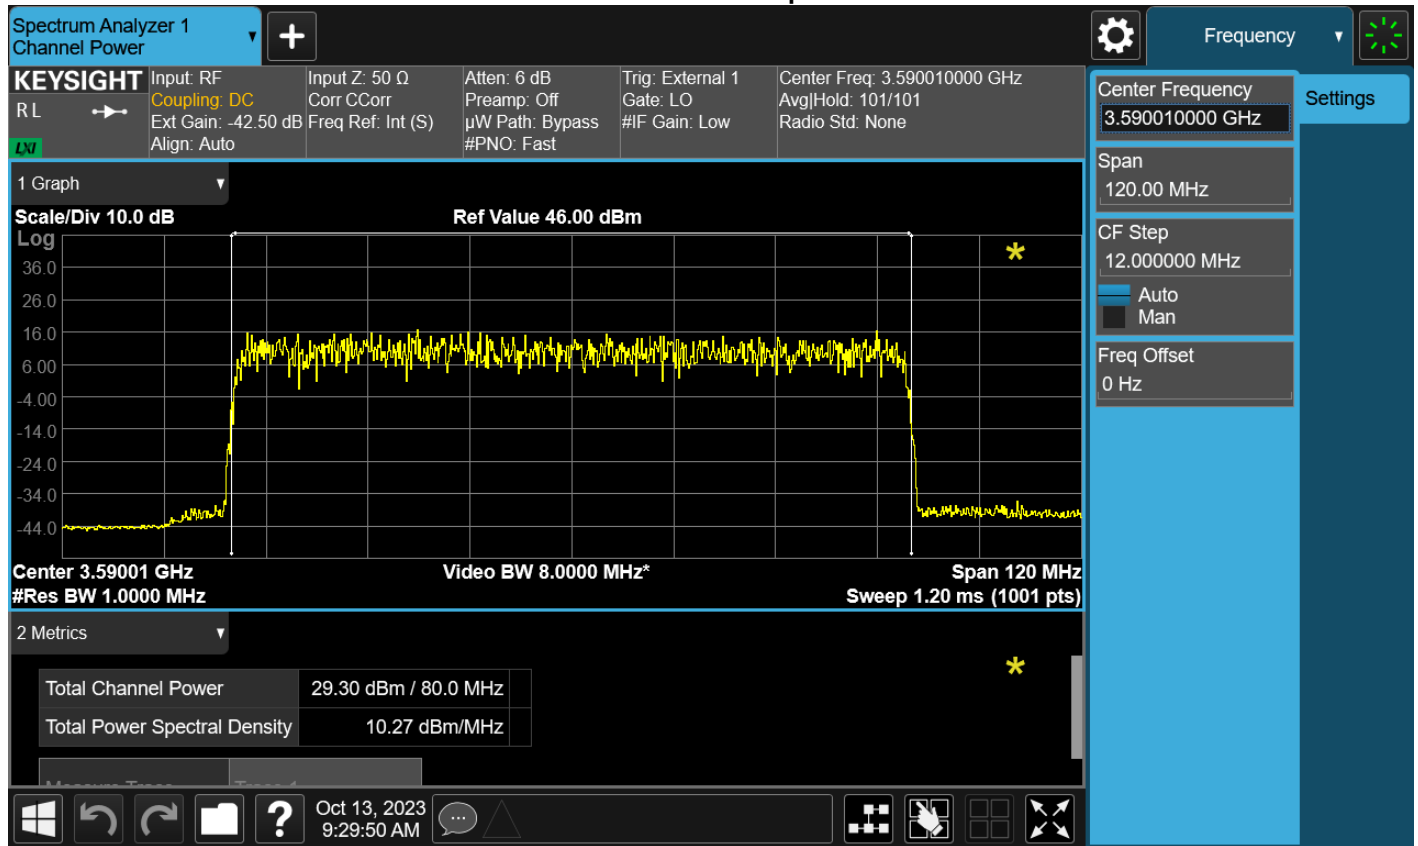 Spectrum Analyzer 1
Channel Power
+
Frequency
KEYSIGHT
R L
LXI
Input: RF
Coupling: DC
Ext Gain: -42.50 dB
Align: Auto
Input Z: 50 Ω
Corr CCorr
Freq Ref: Int (S)
Atten: 6 dB
Preamp: Off
µW Path: Bypass
#PNO: Fast
Trig: External 1
Gate: LO
#IF Gain: Low
Center Freq: 3.590010000 GHz
Avg|Hold: 101/101
Radio Std: None
Center Frequency
3.590010000 GHz
Settings
Span
120.00 MHz
CF Step
12.000000 MHz
Auto
Man
Freq Offset
0 Hz
1 Graph
Scale/Div 10.0 dB
Ref Value 46.00 dBm
Log
36.0
26.0
16.0
6.00
-4.00
-14.0
-24.0
-34.0
-44.0
*
Center 3.59001 GHz
Video BW 8.0000 MHz*
Span 120 MHz
#Res BW 1.0000 MHz
Sweep 1.20 ms (1001 pts)
2 Metrics
*
Total Channel Power 29.30 dBm / 80.0 MHz
Total Power Spectral Density 10.27 dBm/MHz
?
Oct 13, 2023
9:29:50 AM